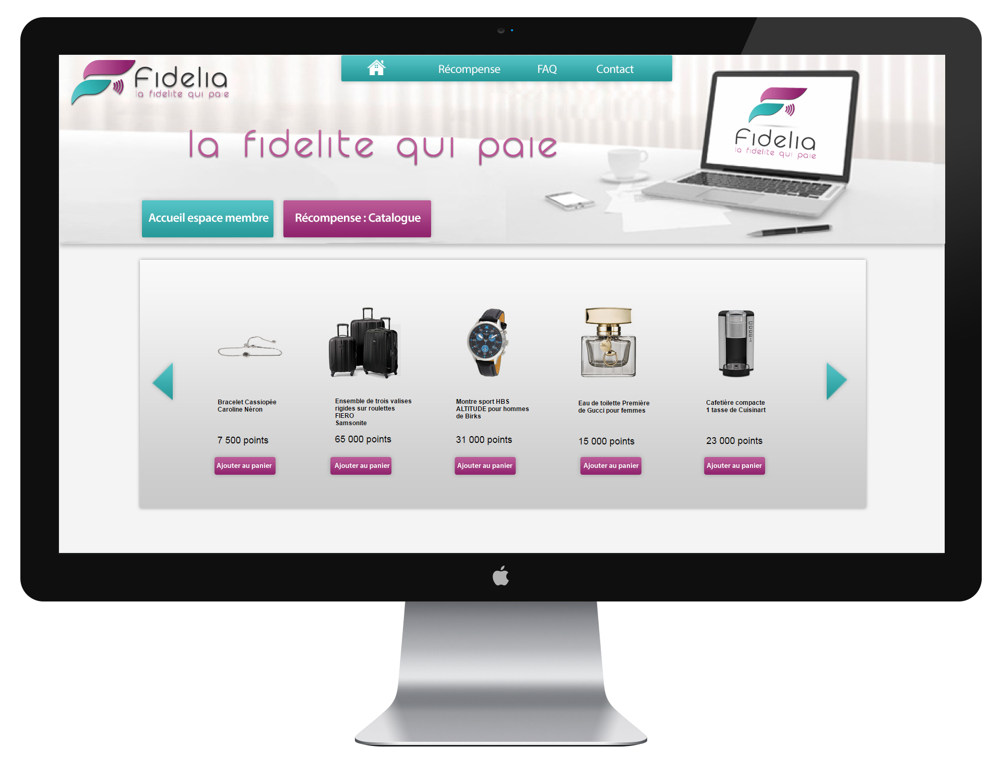 Fidelia
la fidelite qui paie
Récompense FAQ Contact
la fidelite qui paie
Fidelia
la fidelite qui paie
Accueil espace membre
Récompense : Catalogue
Bracelet Cassiopée
Caroline Néron
7 500 points
Ajouter au panier
Ensemble de trois valises
rigides sur roulettes
FIERO
Samsonite
65 000 points
Ajouter au panier
Montre sport HBS
ALTITUDE pour hommes
de Birks
31 000 points
Ajouter au panier
Eau de toilette Première
de Gucci pour femmes
15 000 points
Ajouter au panier
Cafetière compacte
1 tasse de Cuisinart
23 000 points
Ajouter au panier